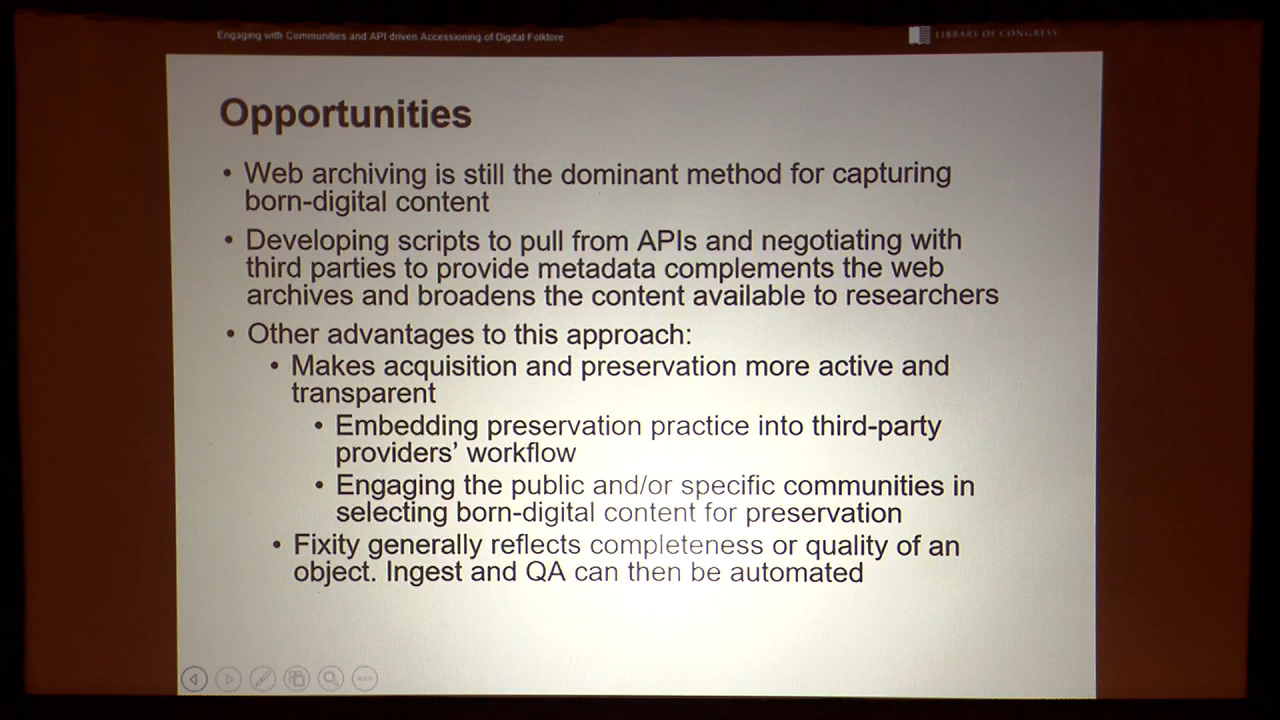 Engaging with Communities and API driven Accessioning of Digital Folklore
LIBRARY OF CONGRESS
Opportunities
• Web archiving is still the dominant method for capturing
born-digital content
• Developing scripts to pull from APIs and negotiating with
third parties to provide metadata complements the web
archives and broadens the content available to researchers
• Other advantages to this approach:
• Makes acquisition and preservation more active and
transparent
• Embedding preservation practice into third-party
providers’ workflow
• Engaging the public and/or specific communities in
selecting born-digital content for preservation
• Fixity generally reflects completeness or quality of an
object. Ingest and QA can then be automated